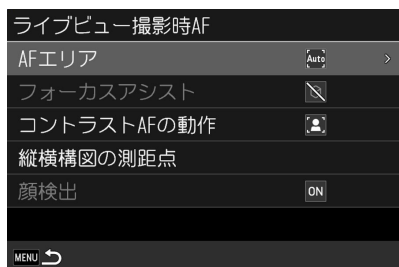 ライブビュー撮影時AF
AFエリア Auto >
フォーカスアシスト
コントラストAFの動作
縦横構図の測距点
顔検出 ON
MENU